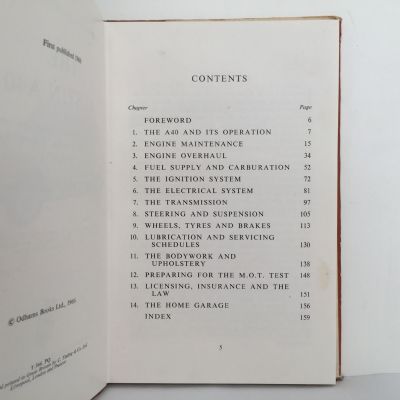 First published 1966
© Odhams Books Ltd., 1966
CONTENTS
Chapter Page
FOREWORD 6
1. THE A40 AND ITS OPERATION 7
2. ENGINE MAINTENANCE 15
3. ENGINE OVERHAUL 34
4. FUEL SUPPLY AND CARBURATION 52
5. THE IGNITION SYSTEM 72
6. THE ELECTRICAL SYSTEM 81
7. THE TRANSMISSION 97
8. STEERING AND SUSPENSION 105
9. WHEELS, TYRES AND BRAKES 113
10. LUBRICATION AND SERVICING
SCHEDULES 130
11. THE BODYWORK AND
UPHOLSTERY 138
12. PREPARING FOR THE M.O.T. TEST 148
13. LICENSING, INSURANCE AND THE
LAW 151
14. THE HOME GARAGE 156
INDEX 159
5